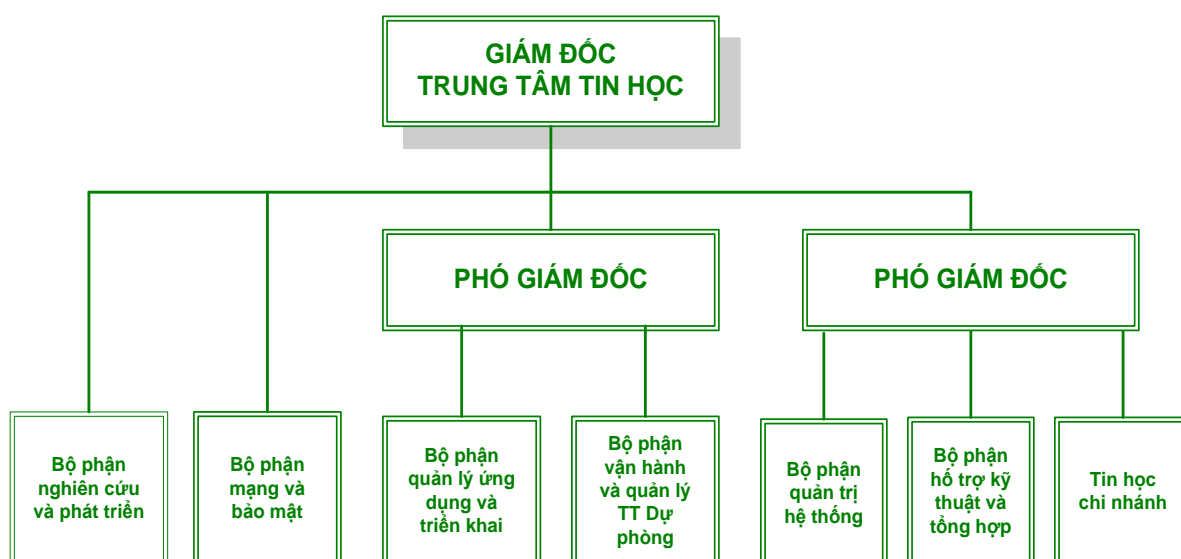 GIÁM ĐỐC
TRUNG TÂM TIN HỌC
PHÓ GIÁM ĐỐC
PHÓ GIÁM ĐỐC
Bộ phận
nghiên cứu
và phát triển
Bộ phận
mạng và
bảo mật
Bộ phận
quản lý ứng
dụng và
triển khai
Bộ phận
vận hành
và quản lý
TT Dự
phòng
Bộ phận
quản trị
hệ thống
Bộ phận
hố trợ kỹ
thuật và
tổng hợp
Tin học
chi nhánh